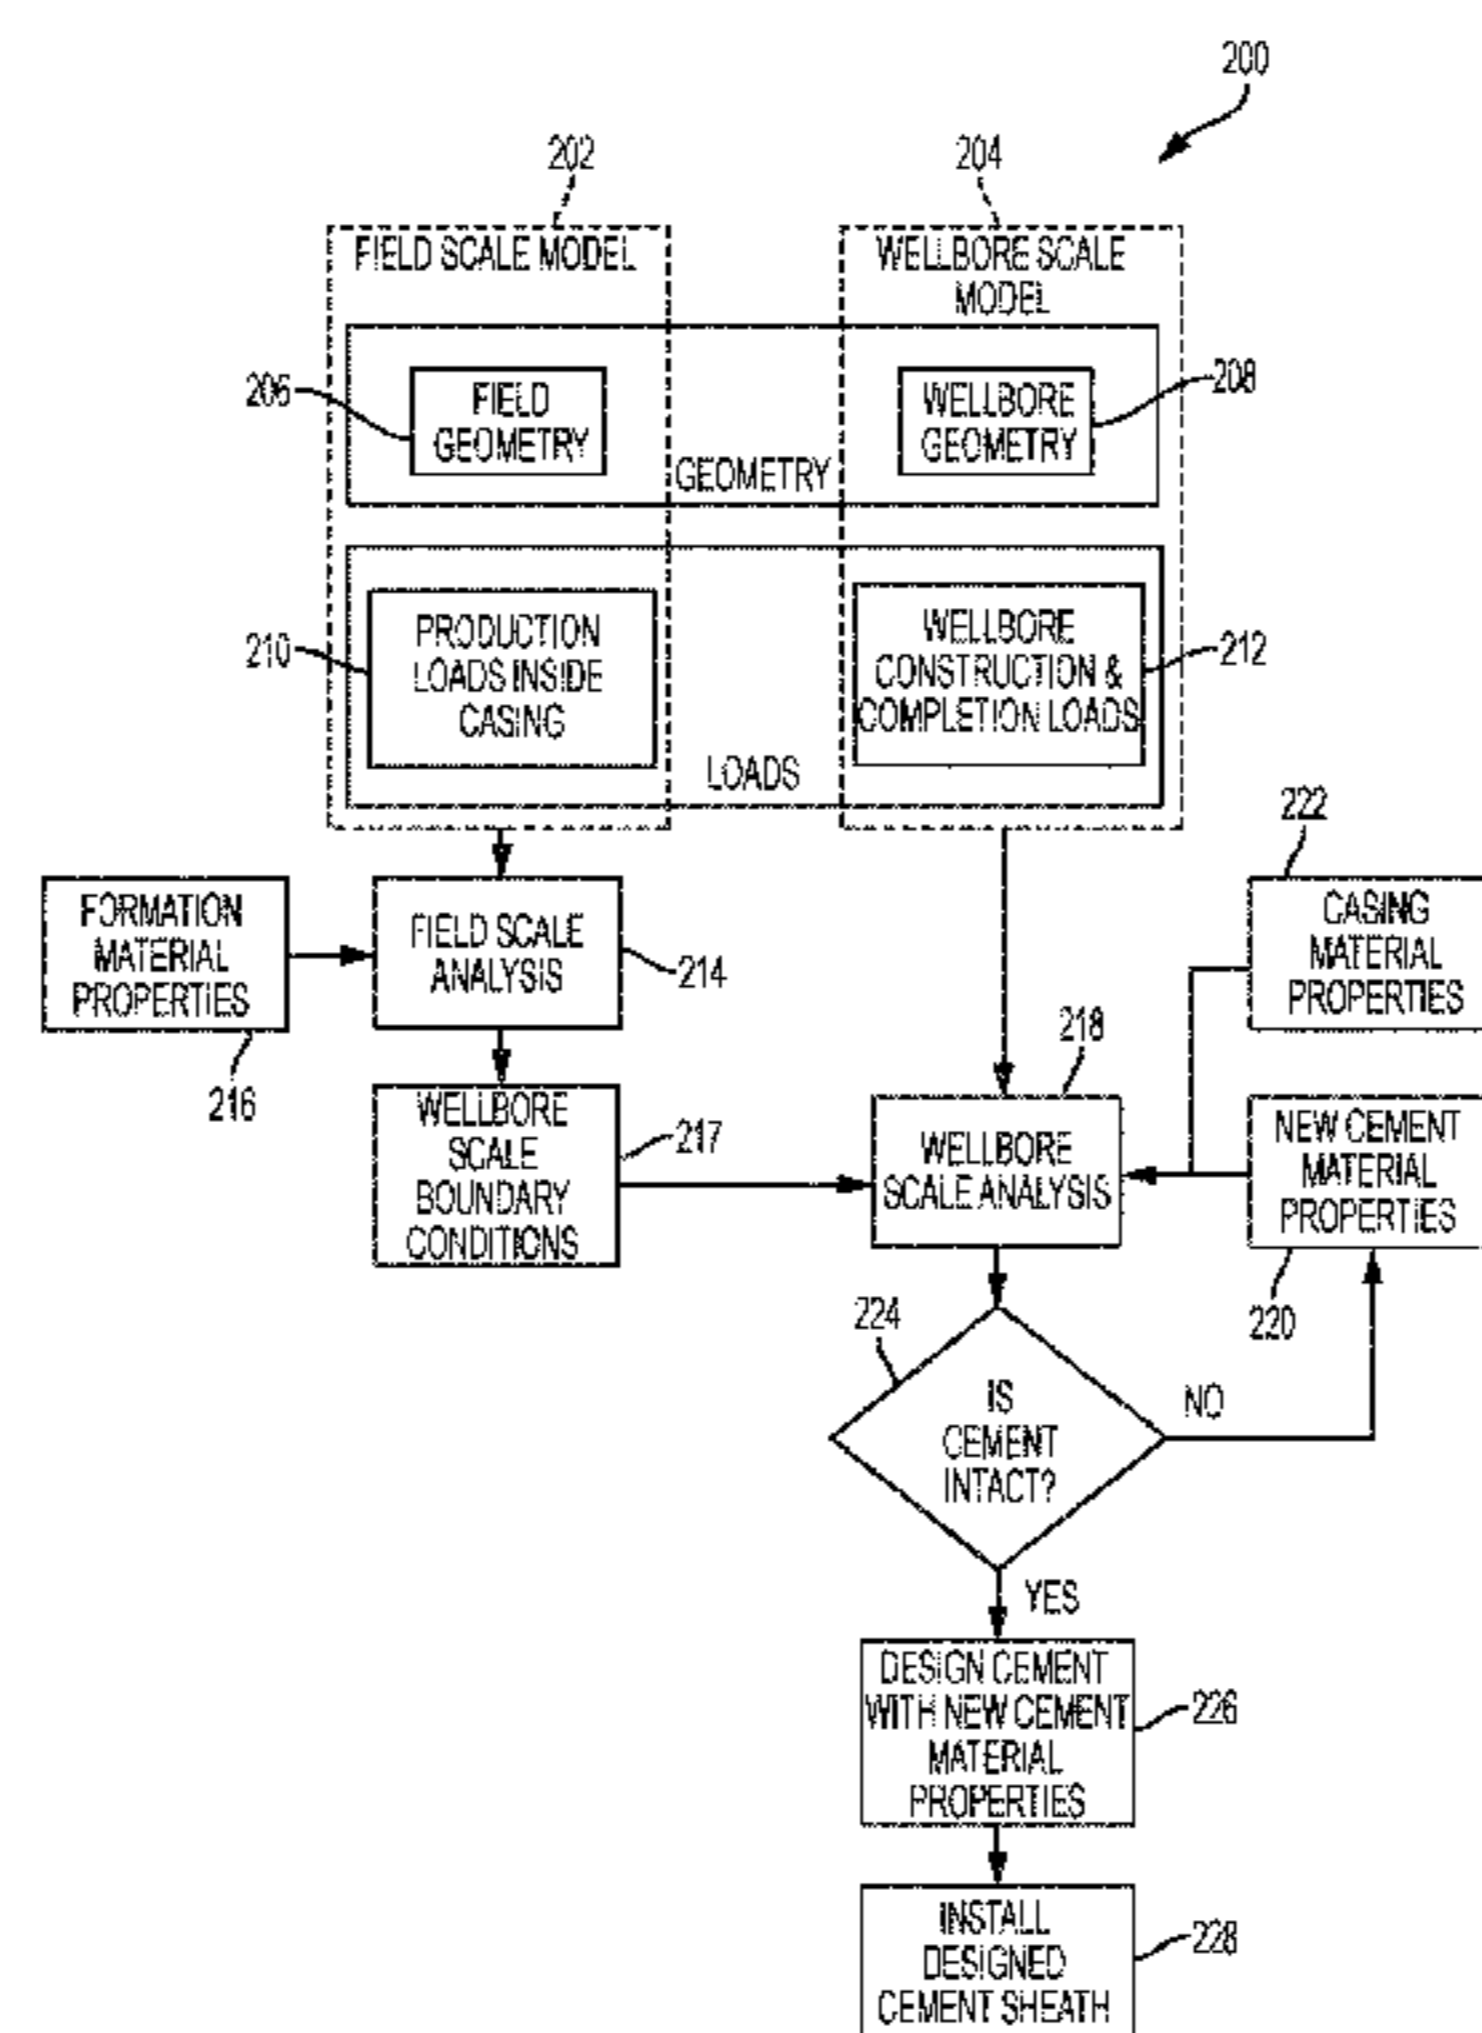 200
202
204
FIELD SCALE MODEL
WELLBORE SCALE
MODEL
206
FIELD
GEOMETRY
WELLBORE
GEOMETRY
208
GEOMETRY
210
PRODUCTION
LOADS INSIDE
CASING
WELLBORE
CONSTRUCTION &
COMPLETION LOADS
212
LOADS
222
FORMATION
MATERIAL
PROPERTIES
216
FIELD SCALE
ANALYSIS
214
CASING
MATERIAL
PROPERTIES
218
WELLBORE
SCALE
BOUNDARY
CONDITIONS
217
WELLBORE
SCALE ANALYSIS
NEW CEMENT
MATERIAL
PROPERTIES
220
224
IS
CEMENT
INTACT?
NO
YES
DESIGN CEMENT
WITH NEW CEMENT
MATERIAL
PROPERTIES
226
INSTALL
DESIGNED
CEMENT SHEATH
228